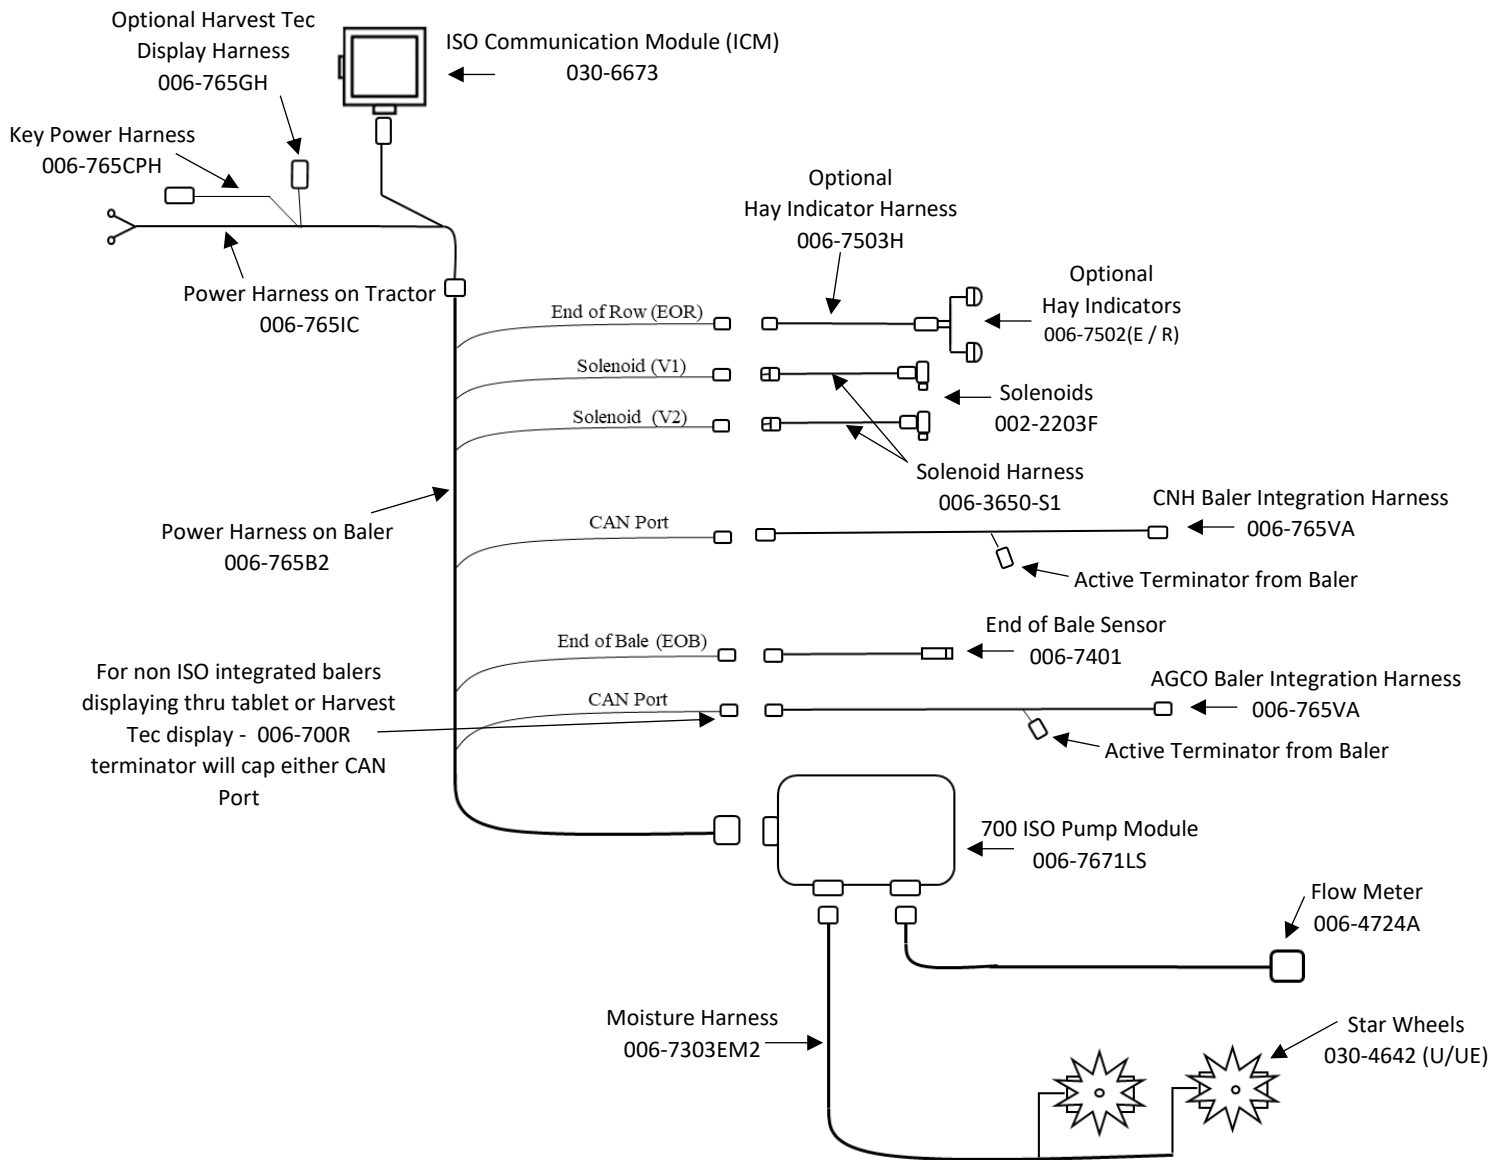 Optional Harvest Tec
Display Harness
006-765GH
ISO Communication Module (ICM)
030-6673
Key Power Harness
006-765CPH
Optional
Hay Indicator Harness
006-7503H
Optional
Hay Indicators
006-7502(E / R)
Power Harness on Tractor
006-765IC
End of Row (EOR)
Solenoid (V1)
Solenoids
002-2203F
Solenoid (V2)
Solenoid Harness
006-3650-S1
CNH Baler Integration Harness
006-765VA
Power Harness on Baler
006-765B2
CAN Port
Active Terminator from Baler
End of Bale (EOB)
End of Bale Sensor
006-7401
For non ISO integrated balers
displaying thru tablet or Harvest
Tec display - 006-700R
terminator will cap either CAN
Port
CAN Port
AGCO Baler Integration Harness
006-765VA
Active Terminator from Baler
700 ISO Pump Module
006-7671LS
Flow Meter
006-4724A
Moisture Harness
006-7303EM2
Star Wheels
030-4642 (U/UE)